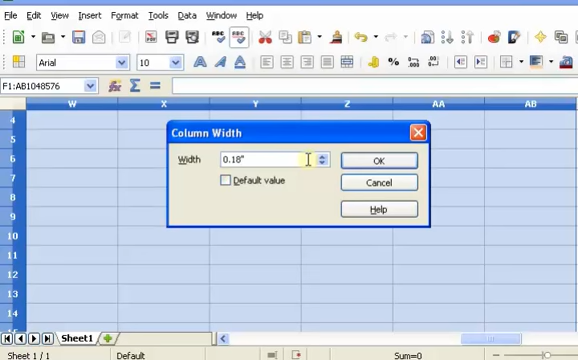 File Edit View Insert Format Tools Data Window Help
Arial 10
F1:AB1048576
W X Y Z AA AB
4
5
6
7
8
9
10
11
12
13
14
Column Width
Width 0.18"
Default value
OK
Cancel
Help
Sheet1
Sheet 1 / 1 Default Sum=0